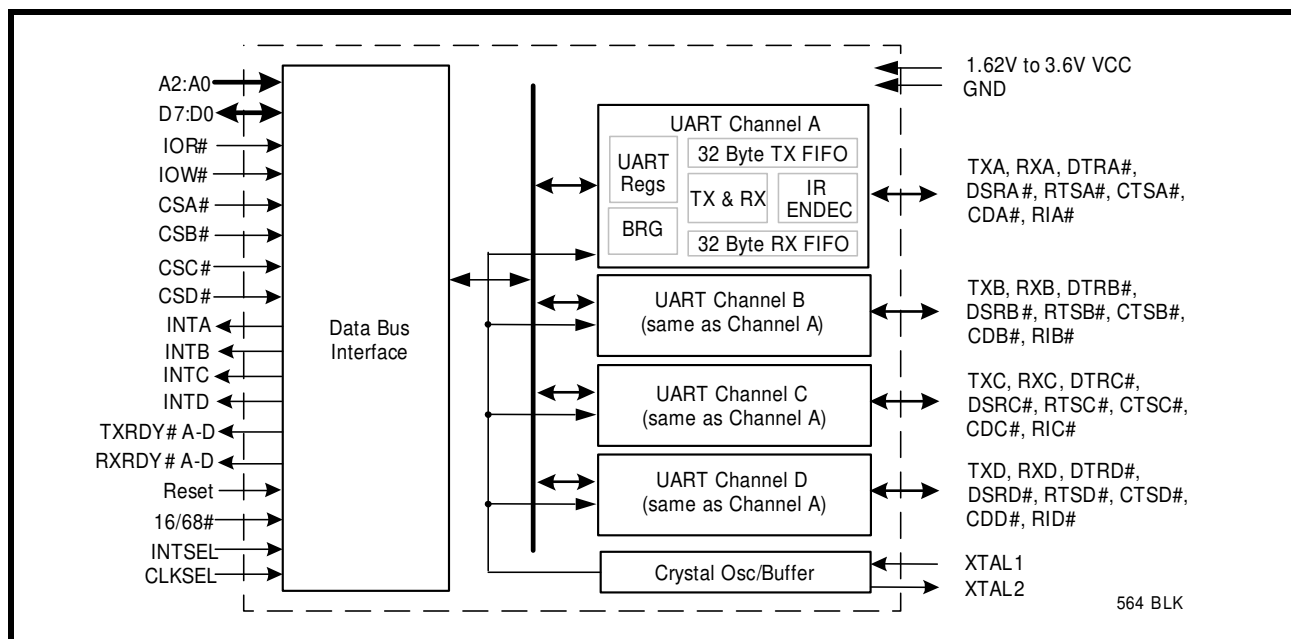 A2:A0
D7:D0
IOR#
IOW#
CSA#
CSB#
CSC#
CSD#
INTA
INTB
INTC
INTD
TXRDY# A-D
RXRDY# A-D
Reset
16/68#
INTSEL
CLKSEL
Data Bus
Interface
UART Channel A
UART
Regs
BRG
32 Byte TX FIFO
TX & RX
IR
ENDEC
32 Byte RX FIFO
UART Channel B
(same as Channel A)
UART Channel C
(same as Channel A)
UART Channel D
(same as Channel A)
Crystal Osc/Buffer
1.62V to 3.6V VCC
GND
TXA, RXA, DTRA#,
DSRA#, RTSA#, CTSA#,
CDA#, RIA#
TXB, RXB, DTRB#,
DSRB#, RTSB#, CTSB#,
CDB#, RIB#
TXC, RXC, DTRC#,
DSRC#, RTSC#, CTSC#,
CDC#, RIC#
TXD, RXD, DTRD#,
DSRD#, RTSD#, CTSD#,
CDD#, RID#
XTAL1
XTAL2
564 BLK